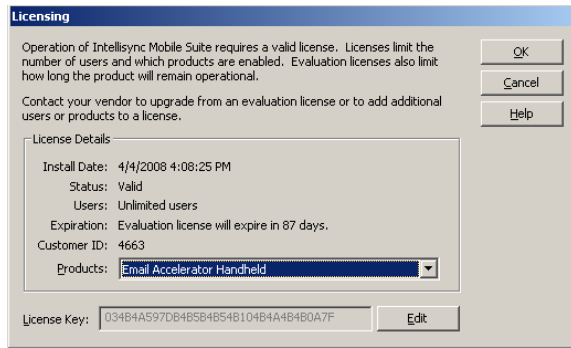 Licensing
Operation of Intellisync Mobile Suite requires a valid license. Licenses limit the
number of users and which products are enabled. Evaluation licenses also limit
how long the product will remain operational.
Contact your vendor to upgrade from an evaluation license or to add additional
users or products to a license.
OK
Cancel
Help
License Details
Install Date: 4/4/2008 4:08:25 PM
Status: Valid
Users: Unlimited users
Expiration: Evaluation license will expire in 87 days.
Customer ID: 4663
Products: Email Accelerator Handheld
License Key: 034B4A597DB4B5B4B54B104B4A4B4B0A7F
Edit